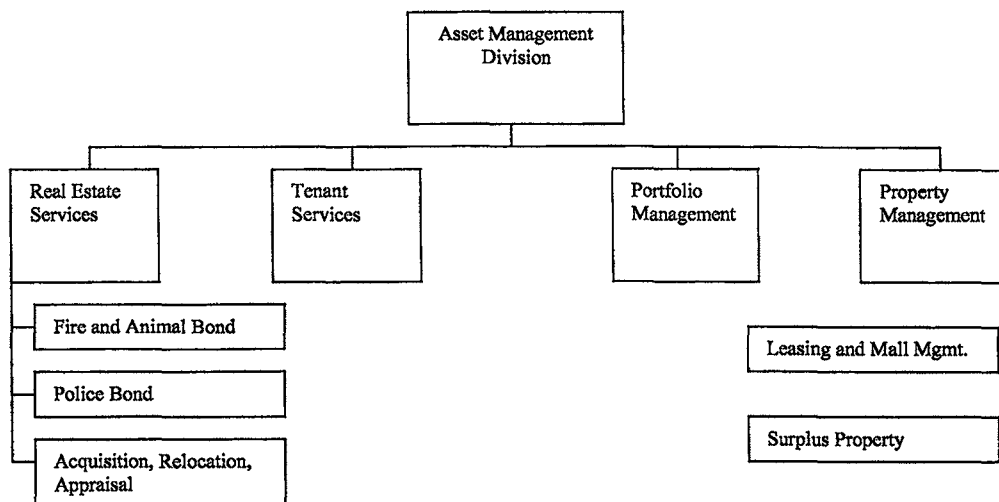 Asset Management
Division
Real Estate
Services
Tenant
Services
Portfolio
Management
Property
Management
Fire and Animal Bond
Police Bond
Acquisition, Relocation,
Appraisal
Leasing and Mall Mgmt.
Surplus Property